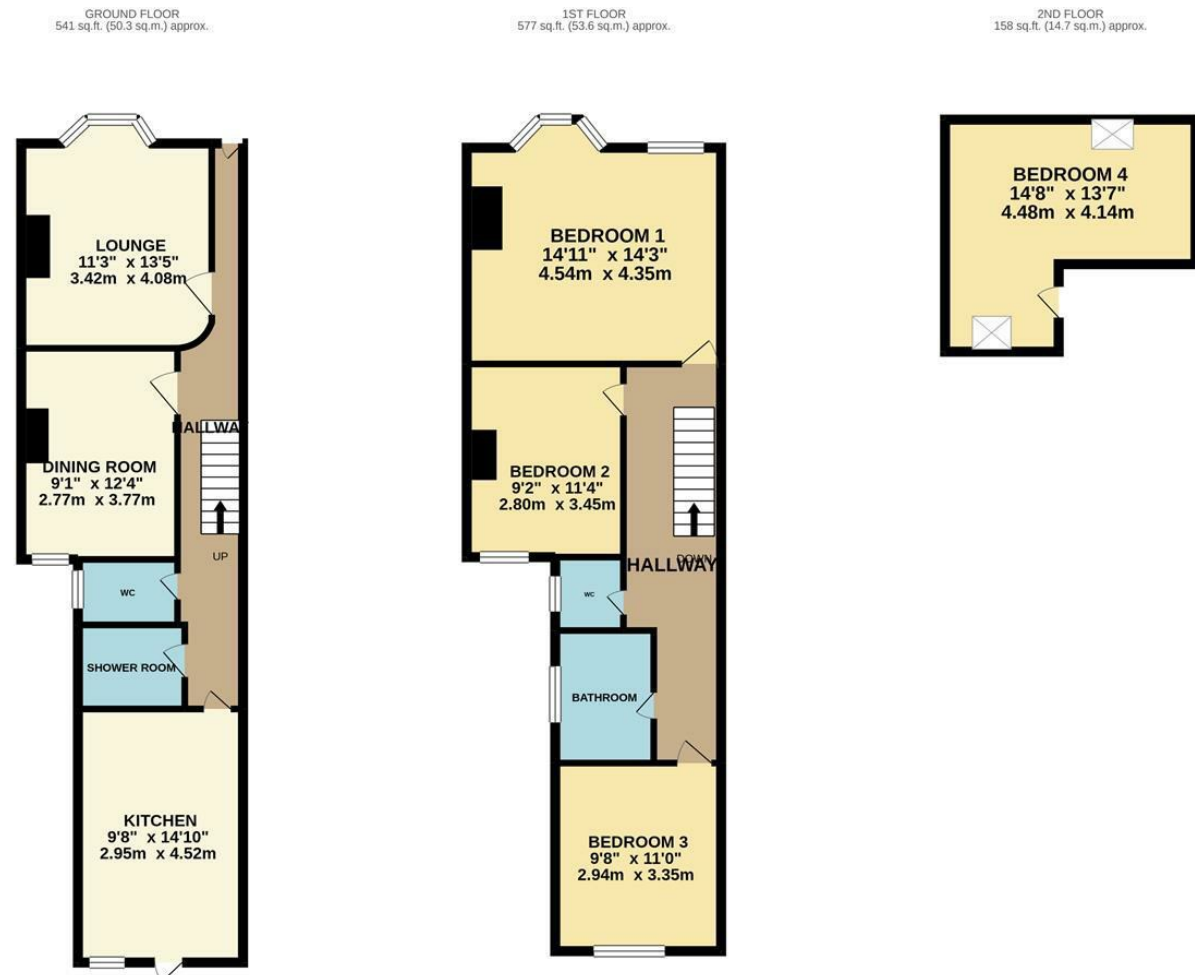 GROUND FLOOR
541 sq.ft. (50.3 sq.m.) approx.
LOUNGE
11'3" x 13'5"
3.42m x 4.08m
HALLWAY
DINING ROOM
9'1" x 12'4"
2.77m x 3.77m
UP
WC
SHOWER ROOM
KITCHEN
9'8" x 14'10"
2.95m x 4.52m
1ST FLOOR
577 sq.ft. (53.6 sq.m.) approx.
BEDROOM 1
14'11" x 14'3"
4.54m x 4.35m
BEDROOM 2
9'2" x 11'4"
2.80m x 3.45m
DOWN
HALLWAY
WC
BATHROOM
BEDROOM 3
9'8" x 11'0"
2.94m x 3.35m
2ND FLOOR
158 sq.ft. (14.7 sq.m.) approx.
BEDROOM 4
14'8" x 13'7"
4.48m x 4.14m